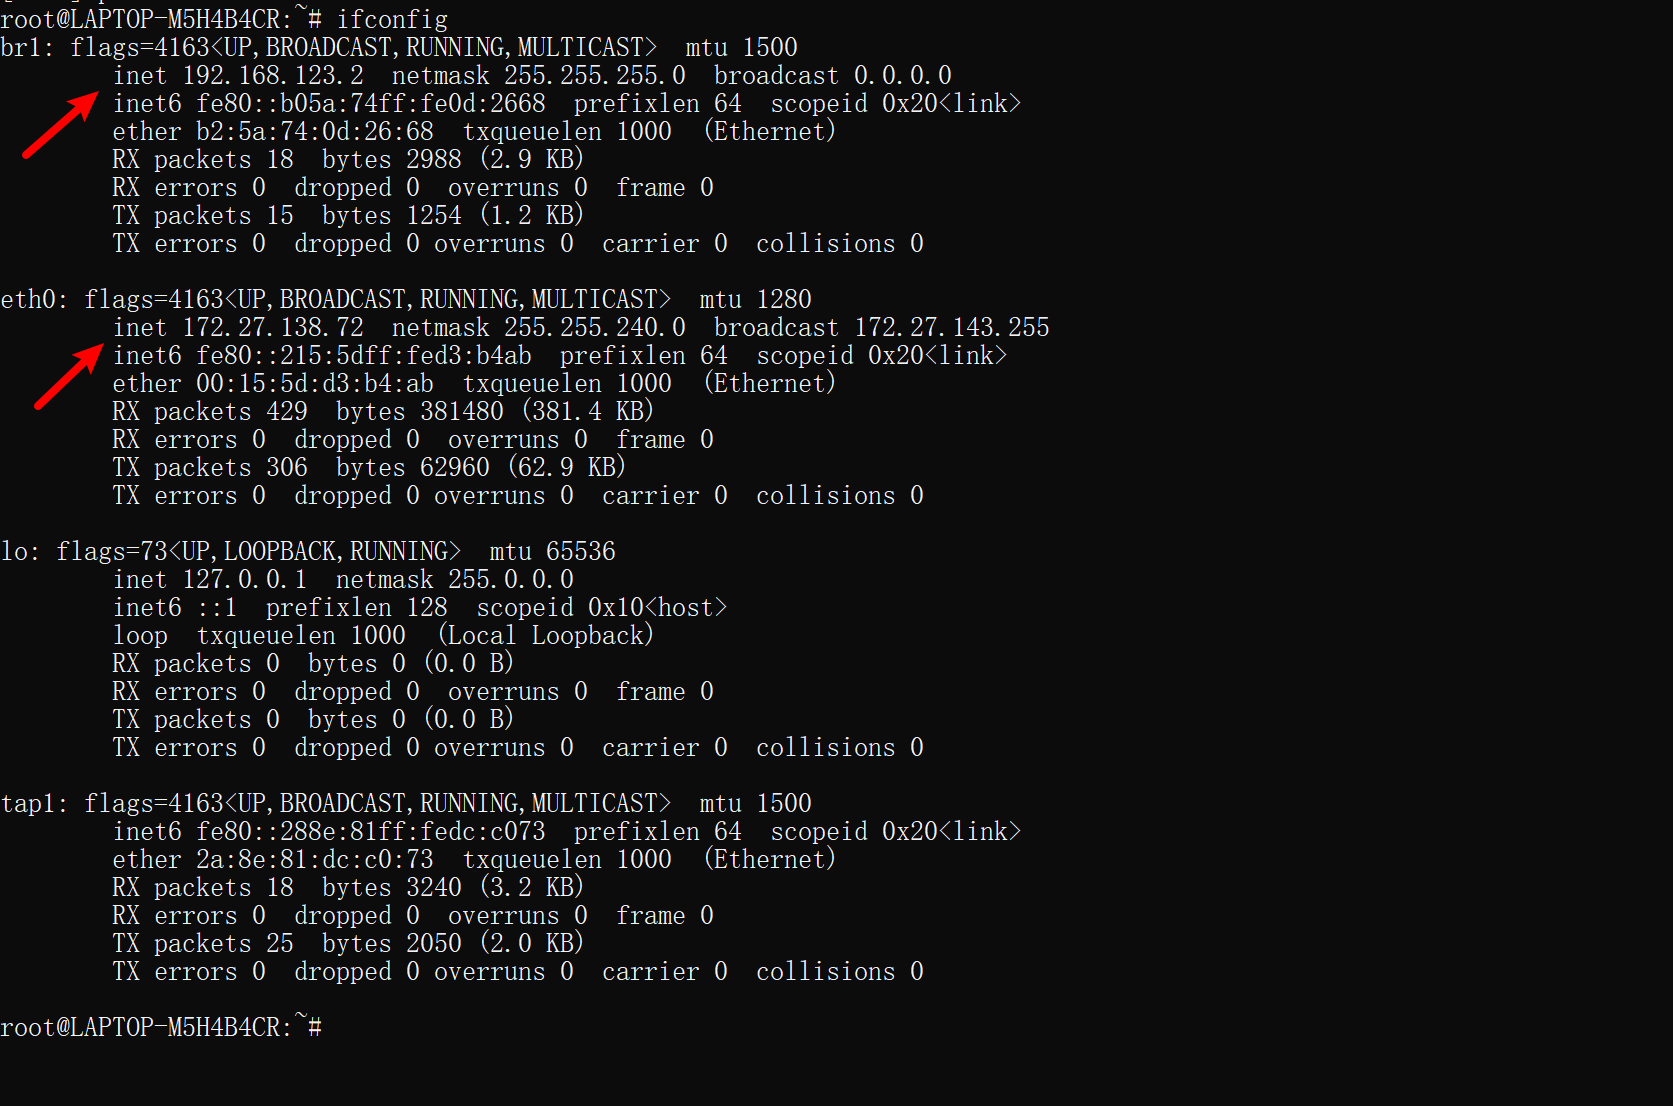 root@LAPTOP-M5H4B4CR:~# ifconfig
br1: flags=4163<UP,BROADCAST,RUNNING,MULTICAST>  mtu 1500
        inet 192.168.123.2  netmask 255.255.255.0  broadcast 0.0.0.0
        inet6 fe80::b05a:74ff:fe0d:2668  prefixlen 64  scopeid 0x20<link>
        ether b2:5a:74:0d:26:68  txqueuelen 1000  (Ethernet)
        RX packets 18  bytes 2988 (2.9 KB)
        RX errors 0  dropped 0  overruns 0  frame 0
        TX packets 15  bytes 1254 (1.2 KB)
        TX errors 0  dropped 0 overruns 0  carrier 0  collisions 0

eth0: flags=4163<UP,BROADCAST,RUNNING,MULTICAST>  mtu 1280
        inet 172.27.138.72  netmask 255.255.240.0  broadcast 172.27.143.255
        inet6 fe80::215:5dff:fed3:b4ab  prefixlen 64  scopeid 0x20<link>
        ether 00:15:5d:d3:b4:ab  txqueuelen 1000  (Ethernet)
        RX packets 429  bytes 381480 (381.4 KB)
        RX errors 0  dropped 0  overruns 0  frame 0
        TX packets 306  bytes 62960 (62.9 KB)
        TX errors 0  dropped 0 overruns 0  carrier 0  collisions 0

lo: flags=73<UP,LOOPBACK,RUNNING>  mtu 65536
        inet 127.0.0.1  netmask 255.0.0.0
        inet6 ::1  prefixlen 128  scopeid 0x10<host>
        loop  txqueuelen 1000  (Local Loopback)
        RX packets 0  bytes 0 (0.0 B)
        RX errors 0  dropped 0  overruns 0  frame 0
        TX packets 0  bytes 0 (0.0 B)
        TX errors 0  dropped 0 overruns 0  carrier 0  collisions 0

tap1: flags=4163<UP,BROADCAST,RUNNING,MULTICAST>  mtu 1500
        inet6 fe80::288e:81ff:fedc:c073  prefixlen 64  scopeid 0x20<link>
        ether 2a:8e:81:dc:c0:73  txqueuelen 1000  (Ethernet)
        RX packets 18  bytes 3240 (3.2 KB)
        RX errors 0  dropped 0  overruns 0  frame 0
        TX packets 25  bytes 2050 (2.0 KB)
        TX errors 0  dropped 0 overruns 0  carrier 0  collisions 0

root@LAPTOP-M5H4B4CR:~#